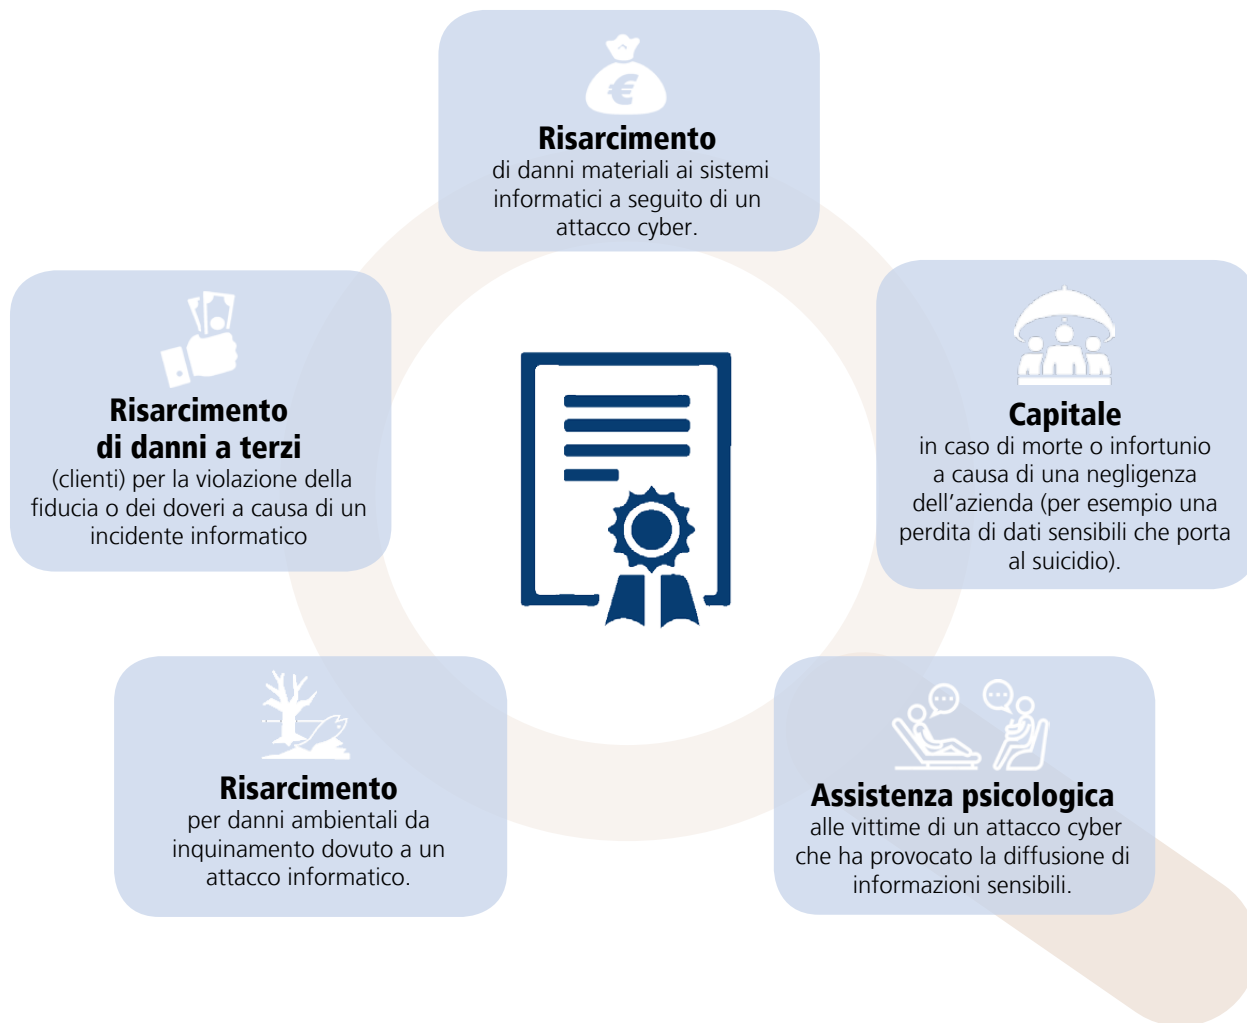 Risarcimento
di danni materiali ai sistemi
informatici a seguito di un
attacco cyber.
Risarcimento
di danni a terzi
(clienti) per la violazione della
fiducia o dei doveri a causa di un
incidente informatico
Capitale
in caso di morte o infortunio
a causa di una negligenza
dell'azienda (per esempio una
perdita di dati sensibili che porta
al suicidio).
Risarcimento
per danni ambientali da
inquinamento dovuto a un
attacco informatico.
Assistenza psicologica
alle vittime di un attacco cyber
che ha provocato la diffusione di
informazioni sensibili.